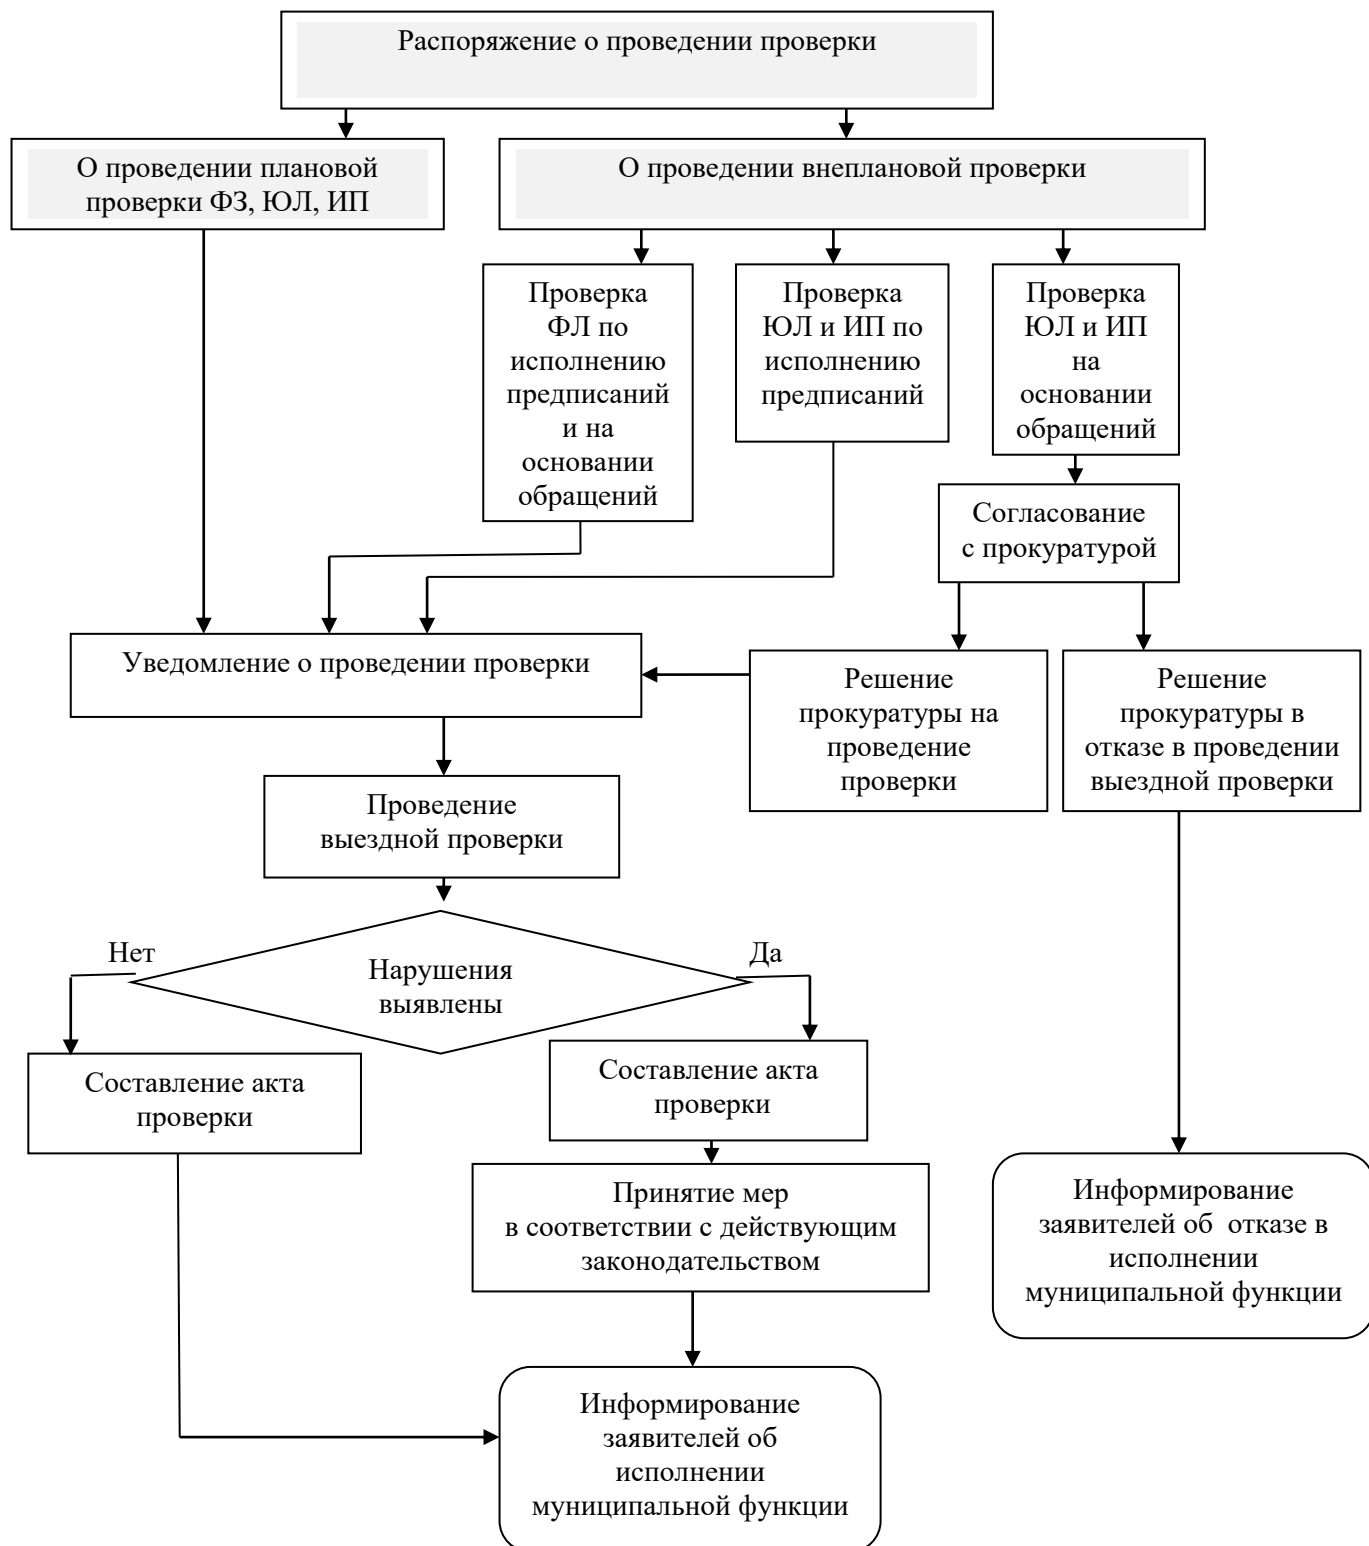 Распоряжение о проведении проверки
О проведении плановой
проверки ФЗ, ЮЛ, ИП
О проведении внеплановой проверки
Проверка
ФЛ по
исполнению
предписаний
и на
основании
обращений
Проверка
ЮЛ и ИП по
исполнению
предписаний
Проверка
ЮЛ и ИП
на
основании
обращений
Согласование
с прокуратурой
Уведомление о проведении проверки
Решение
прокуратуры на
проведение
проверки
Решение
прокуратуры в
отказе в проведении
выездной проверки
Проведение
выездной проверки
Нет
Да
Нарушения
выявлены
Составление акта
проверки
Составление акта
проверки
Принятие мер
в соответствии с действующим
законодательством
Информирование
заявителей об отказе в
исполнении
муниципальной функции
Информирование
заявителей об
исполнении
муниципальной функции